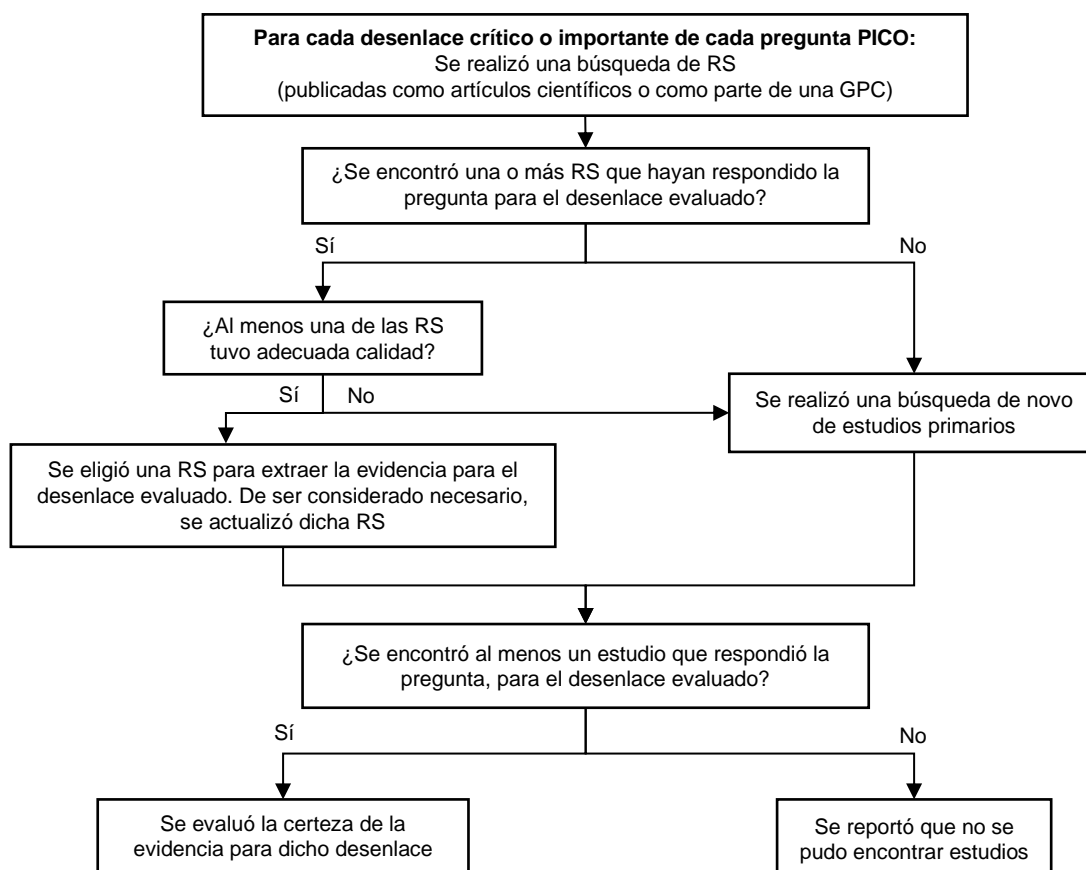 Para cada desenlace crítico o importante de cada pregunta PICO:
Se realizó una búsqueda de RS
(publicadas como artículos científicos o como parte de una GPC)
¿Se encontró una o más RS que hayan respondido la
pregunta para el desenlace evaluado?
Sí
No
¿Al menos una de las RS
tuvo adecuada calidad?
Sí
No
Se realizó una búsqueda de novo
de estudios primarios
Se eligió una RS para extraer la evidencia para el
desenlace evaluado. De ser considerado necesario,
se actualizó dicha RS
¿Se encontró al menos un estudio que respondió la
pregunta, para el desenlace evaluado?
Sí
No
Se evaluó la certeza de la
evidencia para dicho desenlace
Se reportó que no se
pudo encontrar estudios